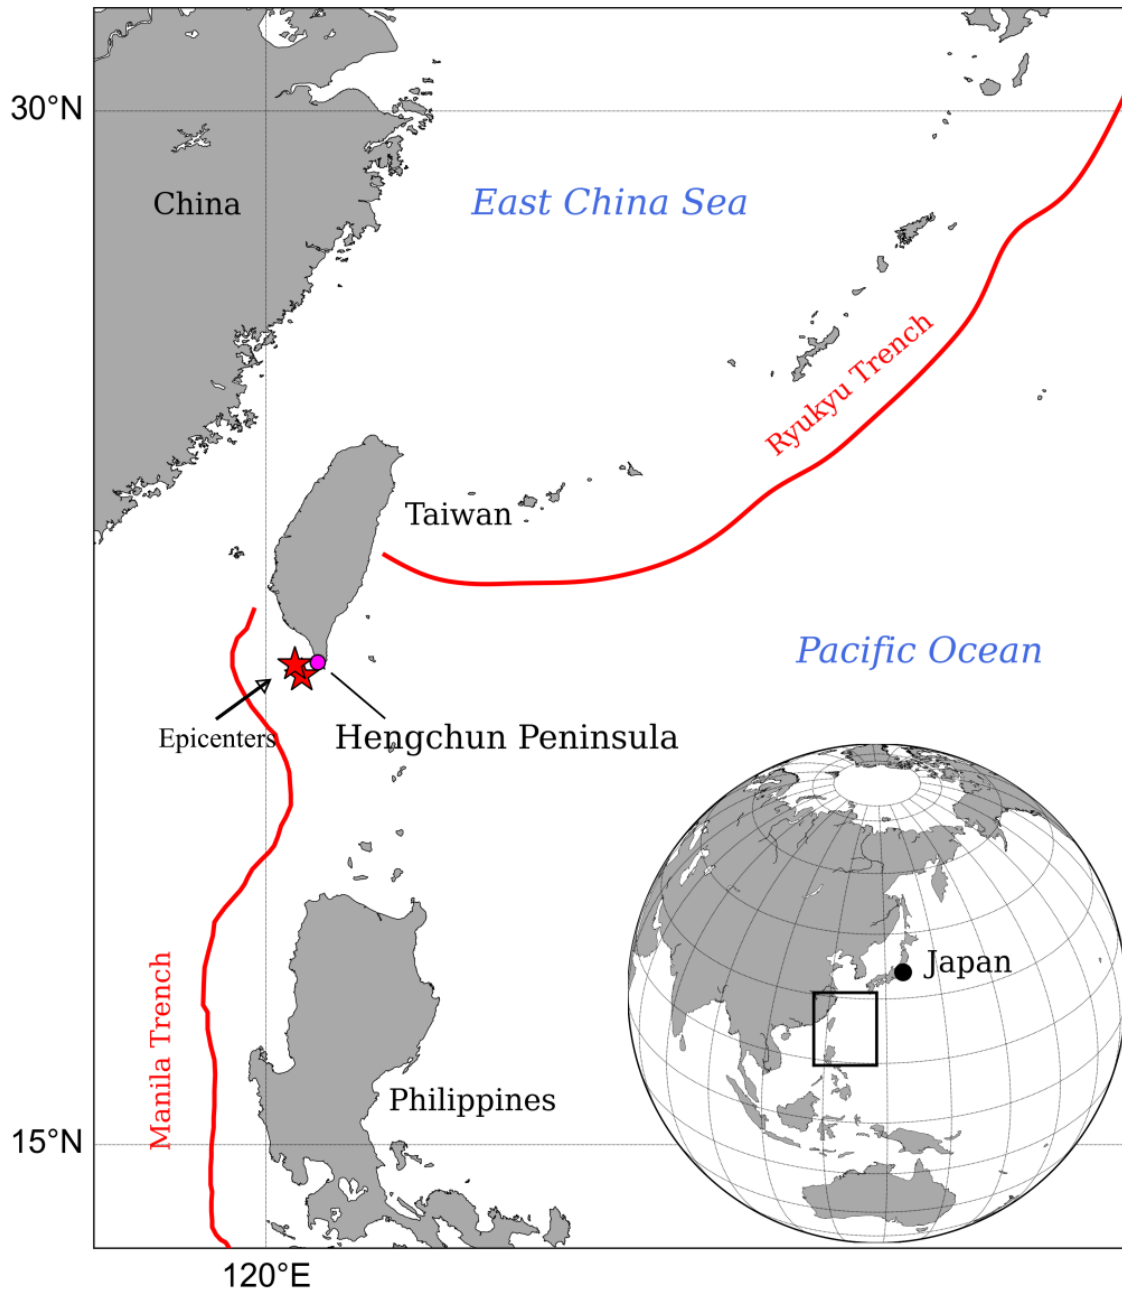 30°N
China
East China Sea
Ryukyu Trench
Taiwan
Pacific Ocean
Epicenters
Hengchun Peninsula
Japan
Manila Trench
Philippines
15°N
120°E